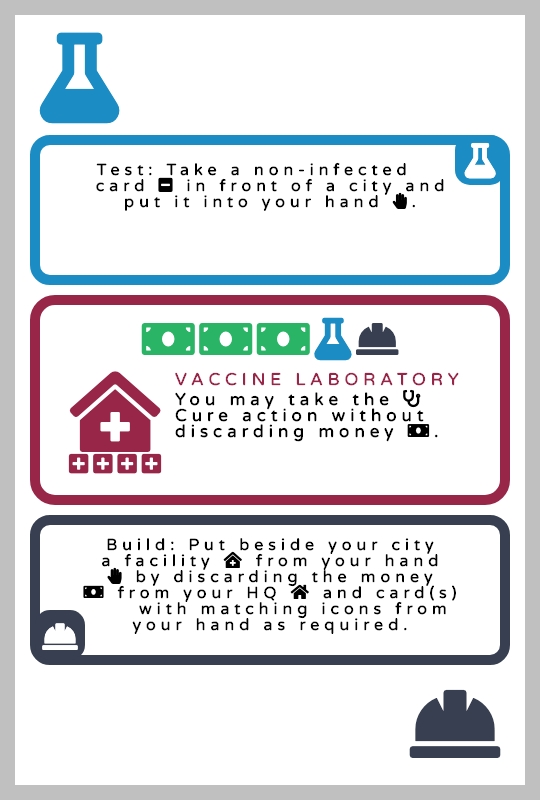 Test: Take a non-infected
card in front of a city and
put it into your hand .
VACCINE LABORATORY
You may take the
Cure action without
discarding money .
Build: Put beside your city
a facility from your hand
by discarding the money
from your HQ and card(s)
with matching icons from
your hand as required.